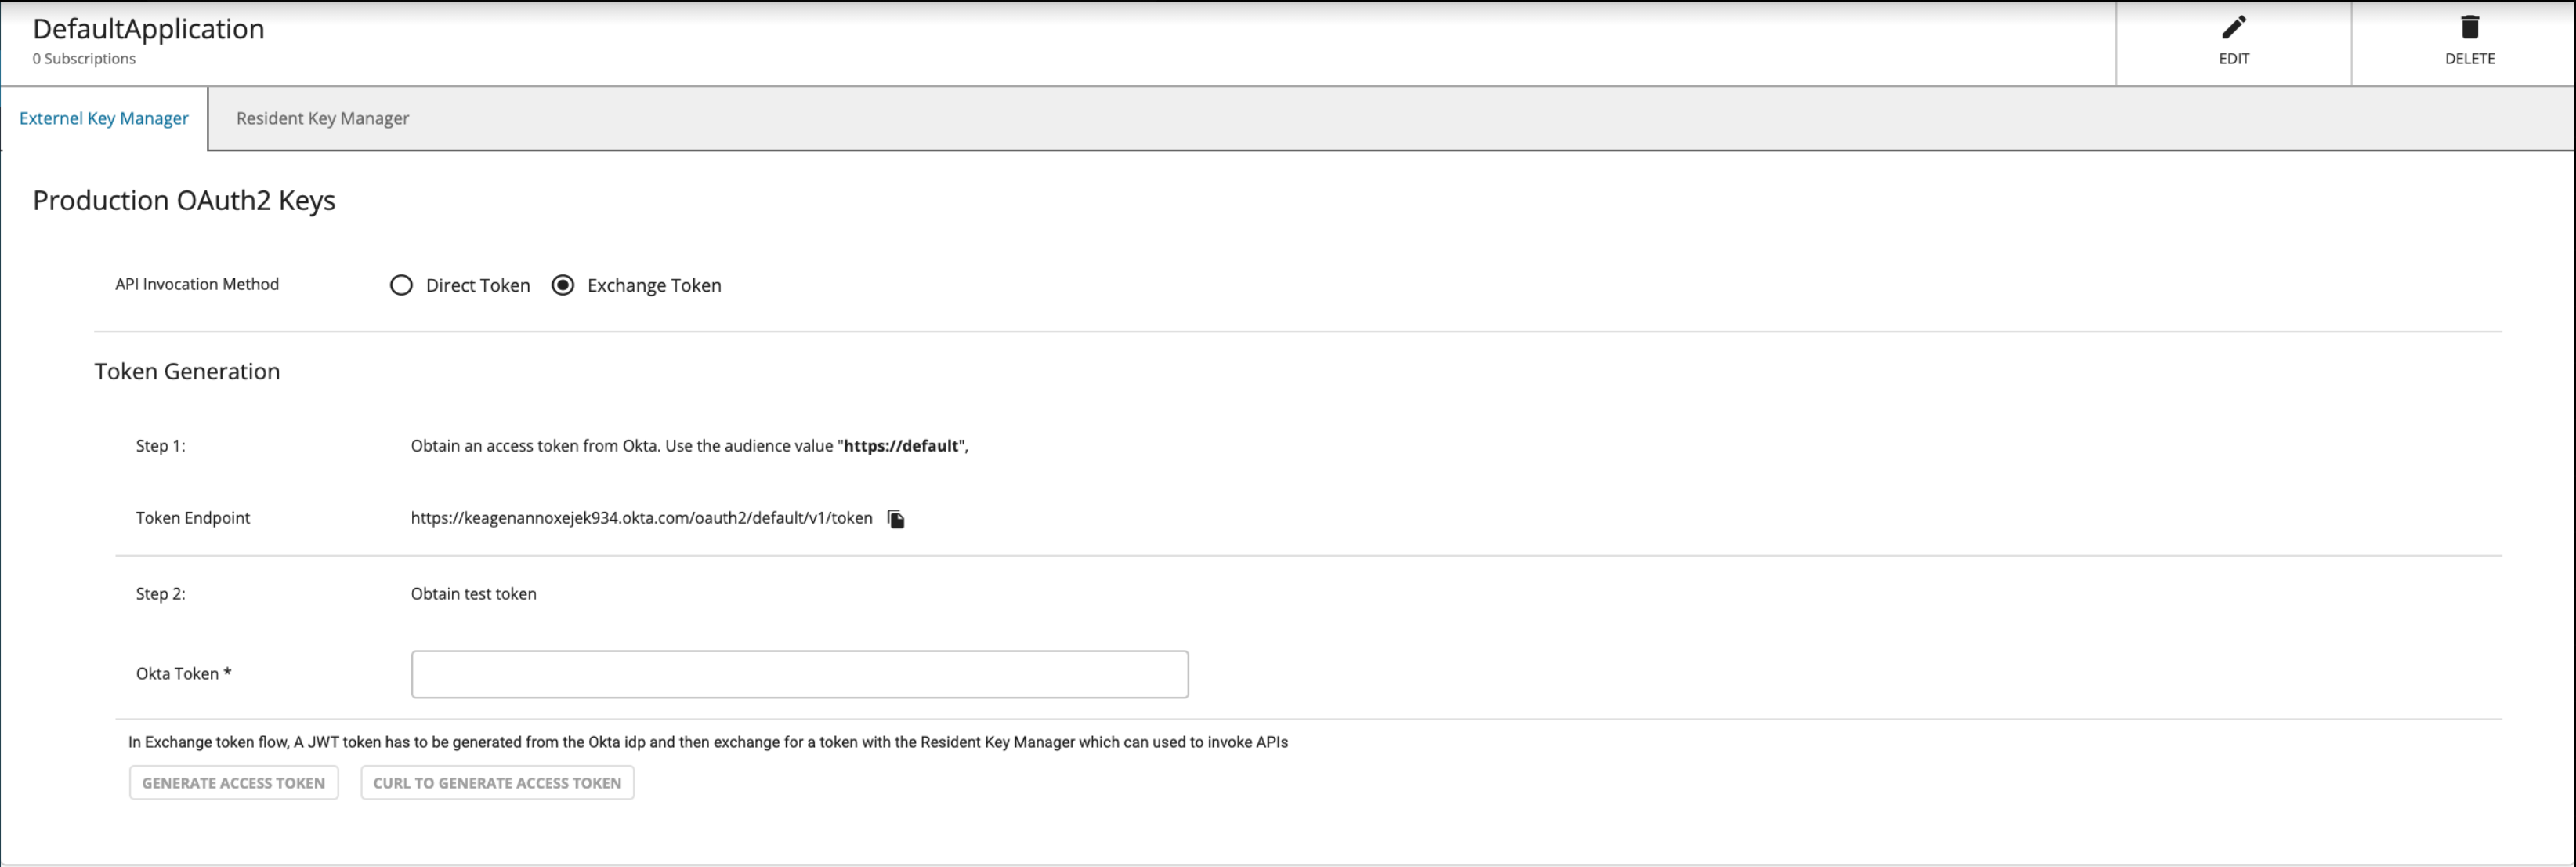 DefaultApplication
0 Subscriptions
EDIT
DELETE
Externel Key Manager
Resident Key Manager
Production OAuth2 Keys
API Invocation Method
Direct Token
Exchange Token
Token Generation
Step 1:
Obtain an access token from Okta. Use the audience value "https://default",
Token Endpoint
https://keagenannoxejek934.okta.com/oauth2/default/v1/token
Step 2:
Obtain test token
Okta Token *
In Exchange token flow, A JWT token has to be generated from the Okta idp and then exchange for a token with the Resident Key Manager which can used to invoke APIs
GENERATE ACCESS TOKEN
CURL TO GENERATE ACCESS TOKEN